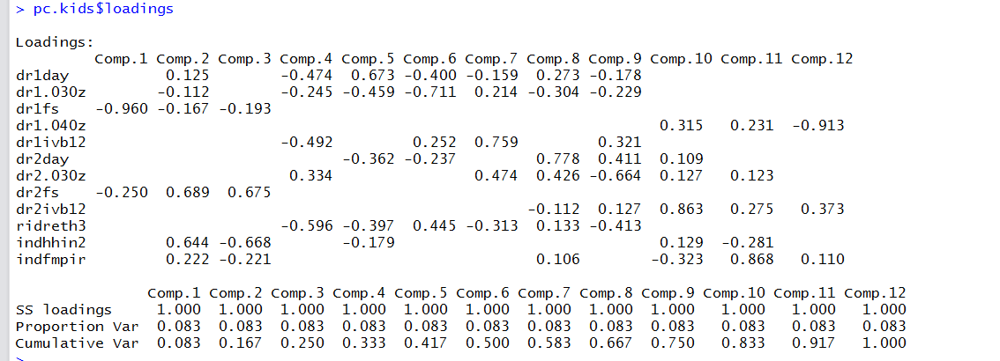 > pc.kids$loadings
Loadings:
Comp.1 Comp.2 Comp.3 Comp.4 Comp.5 Comp.6 Comp.7 Comp.8 Comp.9 Comp.10 Comp.11 Comp.12
dr1day 0.125 -0.474 0.673 -0.400 -0.159 0.273 -0.178
dr1.030z -0.112 -0.245 -0.459 -0.711 0.214 -0.304 -0.229
dr1fs -0.960 -0.167 -0.193
dr1.040z 0.315 0.231 -0.913
dr1ivb12 -0.492 0.252 0.759 0.321
dr2day -0.362 -0.237 0.778 0.411 0.109
dr2.030z 0.334 0.474 0.426 -0.664 0.127 0.123
dr2fs -0.250 0.689 0.675
dr2ivb12 -0.112 0.127 0.863 0.275 0.373
ridreth3 -0.596 -0.397 0.445 -0.313 0.133 -0.413
indhhin2 0.644 -0.668 -0.179 0.129 -0.281
indfmpir 0.222 -0.221 0.106 -0.323 0.868 0.110
Comp.1 Comp.2 Comp.3 Comp.4 Comp.5 Comp.6 Comp.7 Comp.8 Comp.9 Comp.10 Comp.11 Comp.12
SS loadings 1.000 1.000 1.000 1.000 1.000 1.000 1.000 1.000 1.000 1.000 1.000 1.000
Proportion Var 0.083 0.083 0.083 0.083 0.083 0.083 0.083 0.083 0.083 0.083 0.083 0.083
Cumulative Var 0.083 0.167 0.250 0.333 0.417 0.500 0.583 0.667 0.750 0.833 0.917 1.000
>